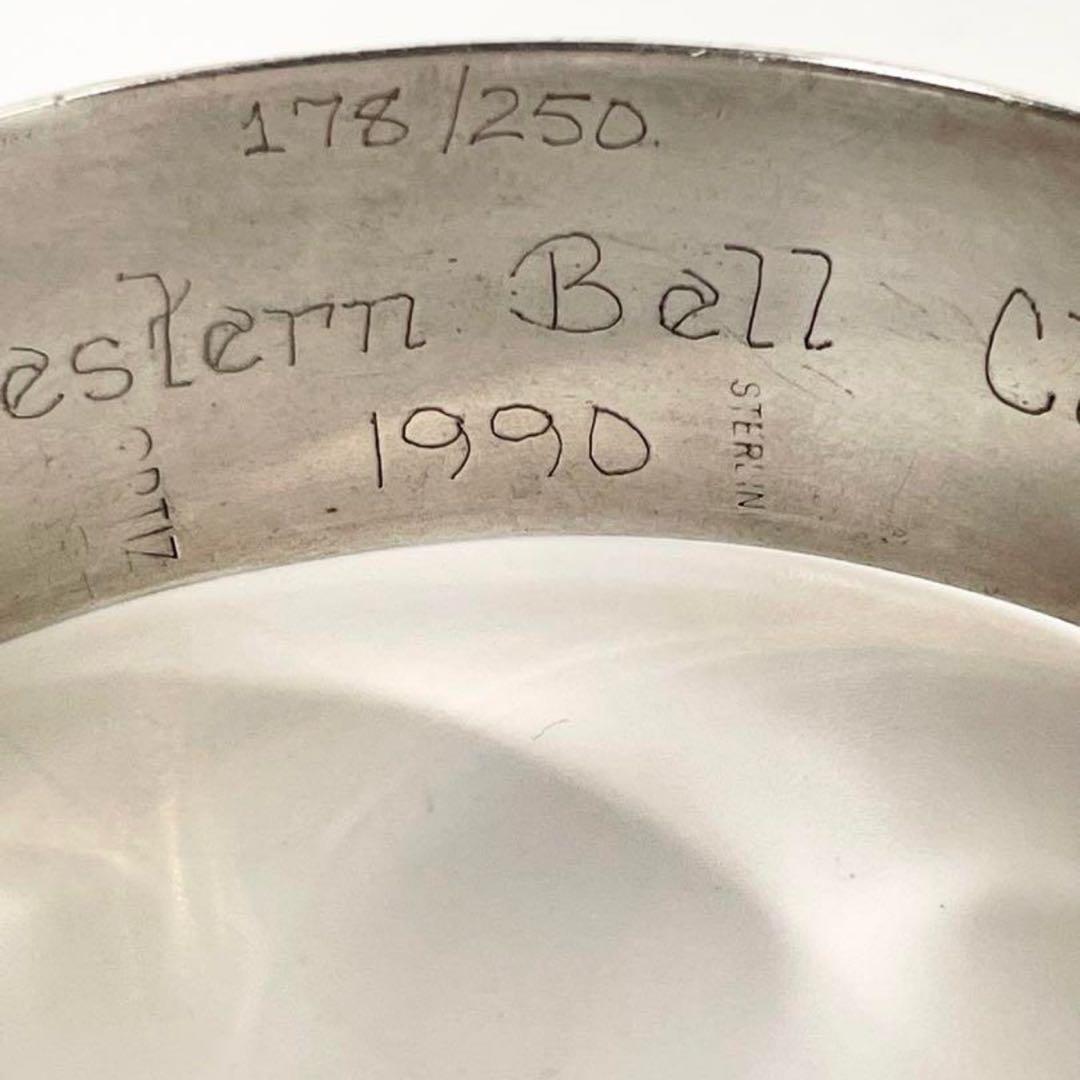 178/250.
estern Bell C
1990
STERLIN